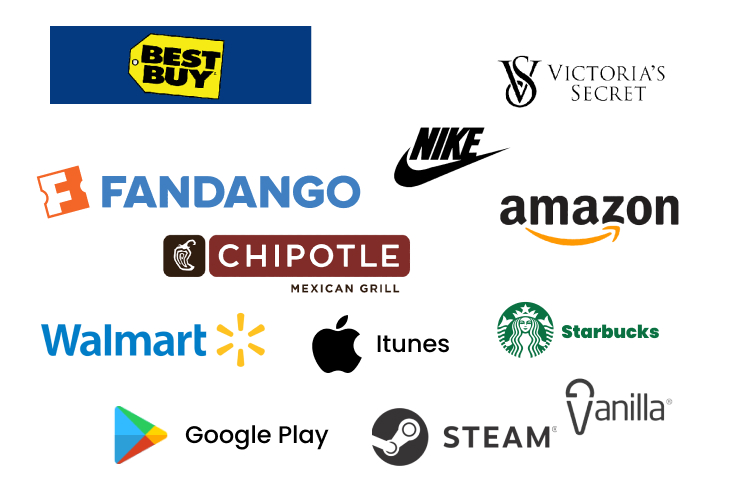 BEST
BUY
VICTORIA'S
SECRET
NIKE
FANDANGO
amazon
CHIPOTLE
MEXICAN GRILL
Walmart
Itunes
Starbucks
Vanilla®
Google Play
STEAM®